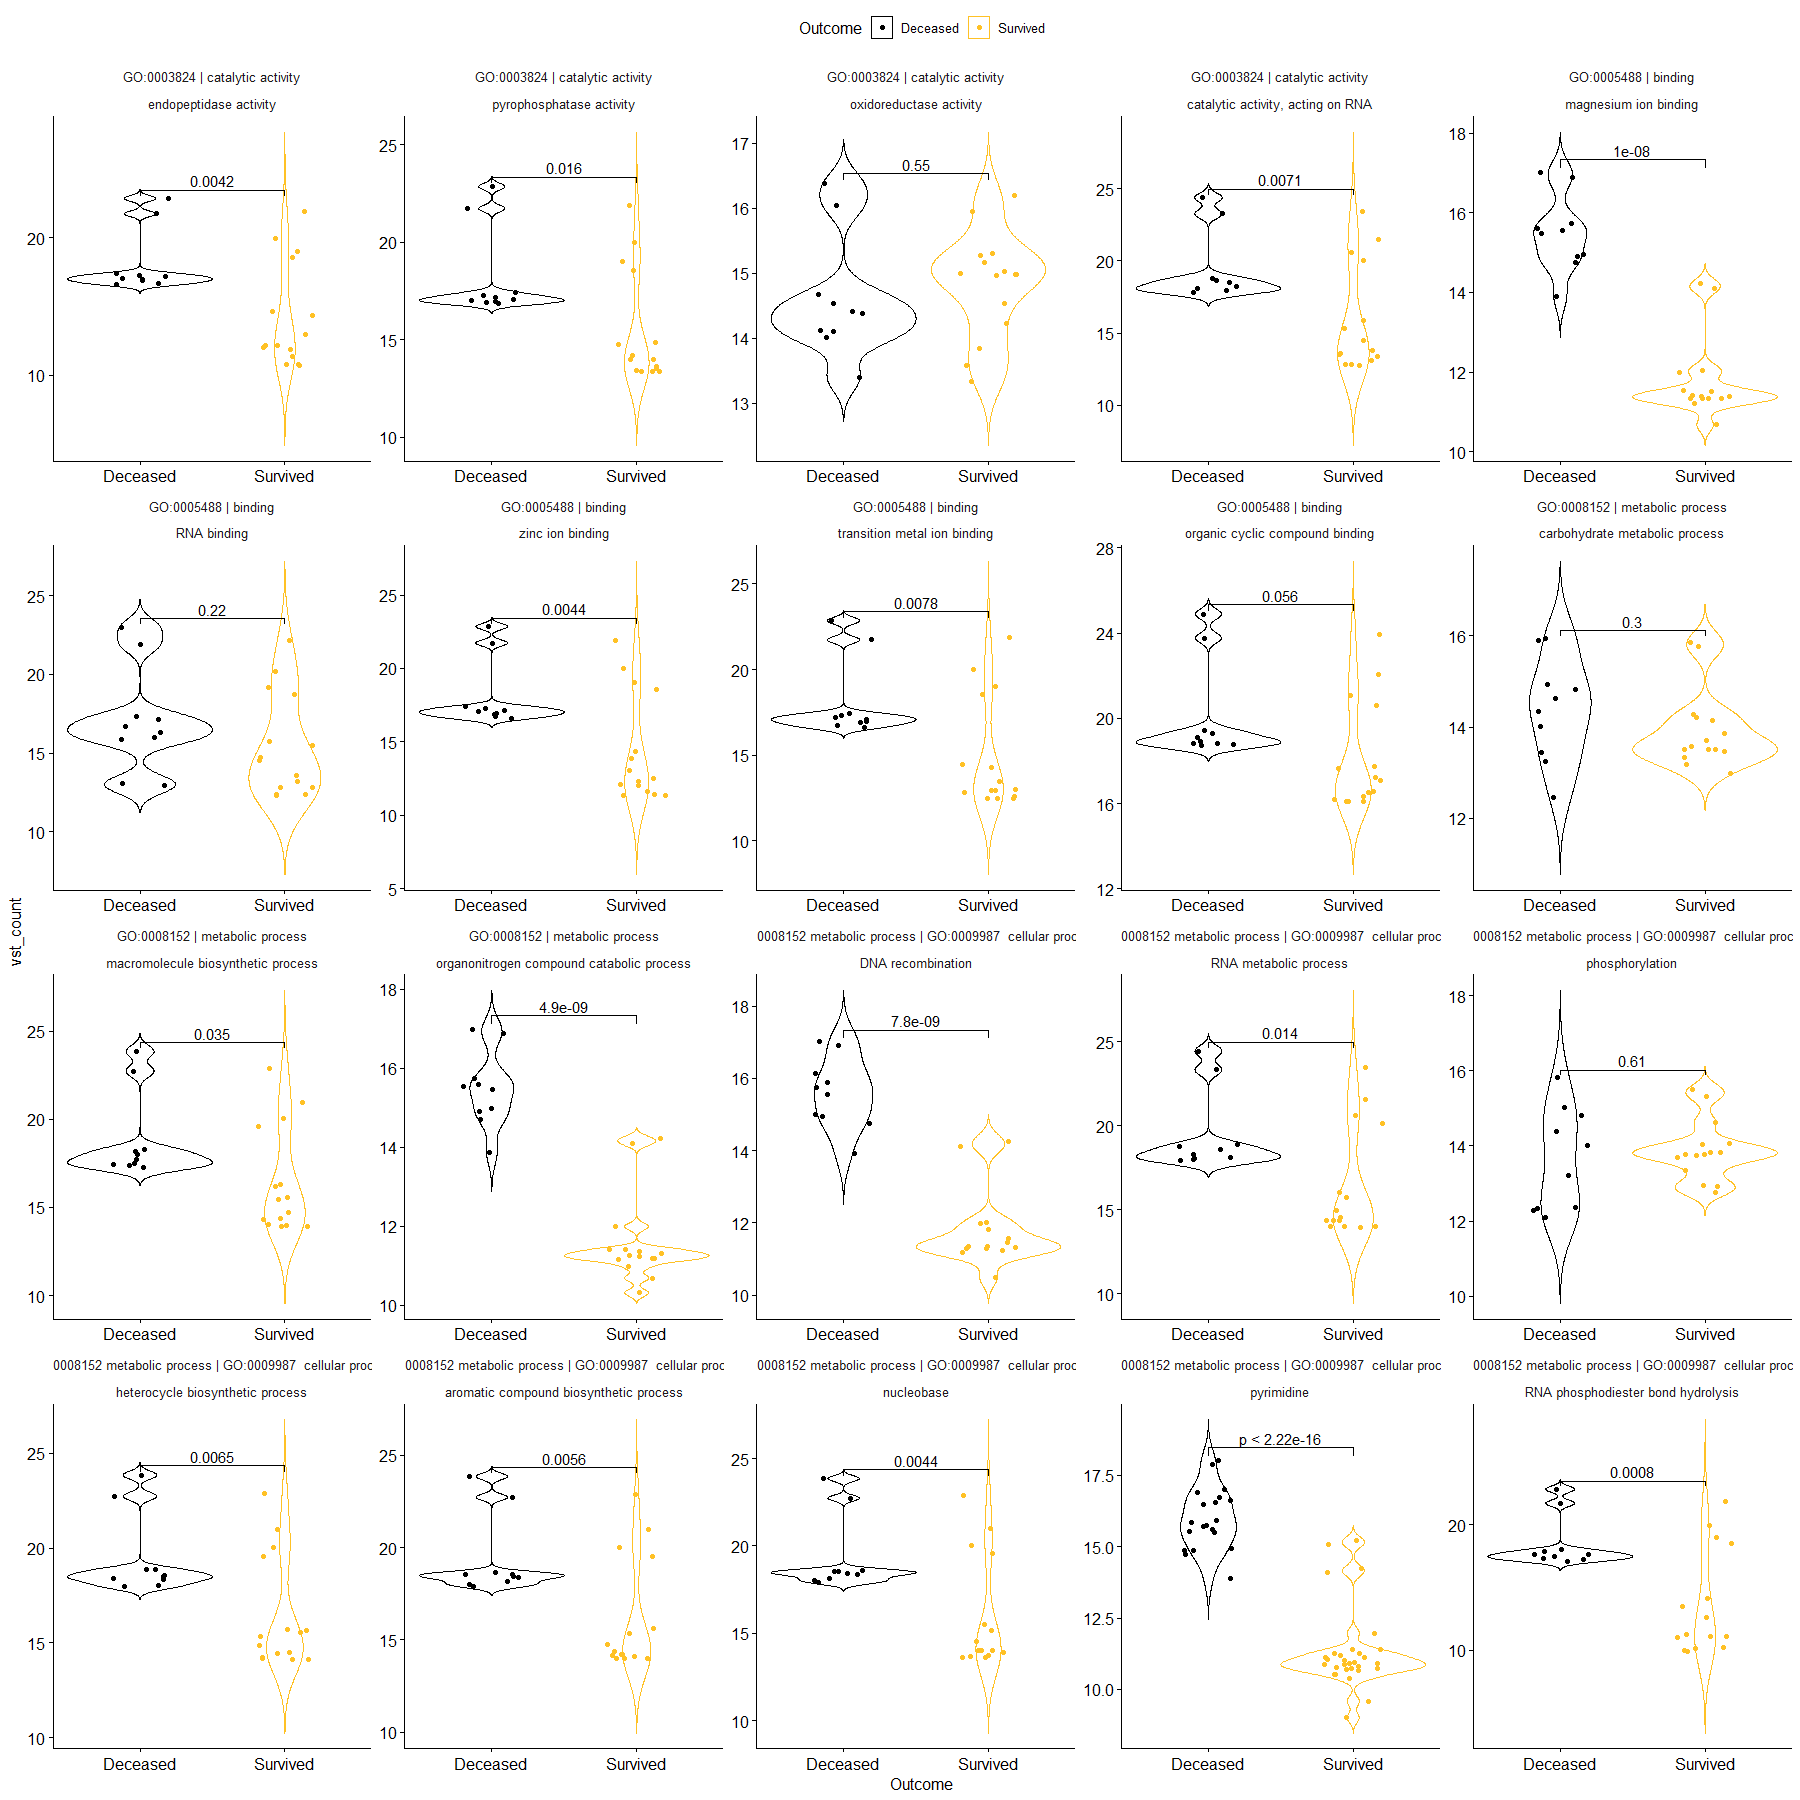 Outcome Deceased Survived
GO:0003824 | catalytic activity
endopeptidase activity
0.0042
20
10
Deceased Survived
GO:0003824 | catalytic activity
pyrophosphatase activity
0.016
25
20
15
10
Deceased Survived
GO:0003824 | catalytic activity
oxidoreductase activity
0.55
17
16
15
14
13
Deceased Survived
GO:0003824 | catalytic activity
catalytic activity, acting on RNA
0.0071
25
20
15
10
Deceased Survived
GO:0005488 | binding
magnesium ion binding
1e-08
18
16
14
12
10
Deceased Survived
GO:0005488 | binding
RNA binding
0.22
25
20
15
10
Deceased Survived
GO:0005488 | binding
zinc ion binding
0.0044
25
20
15
10
5
Deceased Survived
GO:0005488 | binding
transition metal ion binding
0.0078
25
20
15
10
Deceased Survived
GO:0005488 | binding
organic cyclic compound binding
0.056
28
24
20
16
12
Deceased Survived
GO:0008152 | metabolic process
carbohydrate metabolic process
0.3
16
14
12
Deceased Survived
vst_count
GO:0008152 | metabolic process
macromolecule biosynthetic process
0.035
25
20
15
10
Deceased Survived
GO:0008152 | metabolic process
organonitrogen compound catabolic process
4.9e-09
18
16
14
12
10
Deceased Survived
0008152 metabolic process | GO:0009987 cellular proc
DNA recombination
7.8e-09
18
16
14
12
10
Deceased Survived
0008152 metabolic process | GO:0009987 cellular proc
RNA metabolic process
0.014
25
20
15
10
Deceased Survived
0008152 metabolic process | GO:0009987 cellular proc
phosphorylation
0.61
18
16
14
12
10
Deceased Survived
0008152 metabolic process | GO:0009987 cellular proc
heterocycle biosynthetic process
0.0065
25
20
15
10
Deceased Survived
0008152 metabolic process | GO:0009987 cellular proc
aromatic compound biosynthetic process
0.0056
25
20
15
10
Deceased Survived
0008152 metabolic process | GO:0009987 cellular proc
nucleobase
0.0044
25
20
15
10
Deceased Survived
0008152 metabolic process | GO:0009987 cellular proc
pyrimidine
p < 2.22e-16
17.5
15.0
12.5
10.0
Deceased Survived
0008152 metabolic process | GO:0009987 cellular proc
RNA phosphodiester bond hydrolysis
0.0008
20
10
Deceased Survived
Outcome